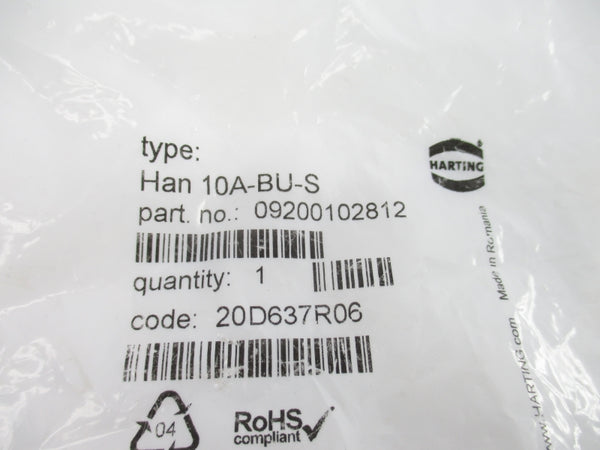 type:
Han 10A-BU-S
part. no.: 09200102812
quantity: 1
code: 20D637R06
04
RoHS
compliant
HARTING
Made in Romania
www.HARTING.com